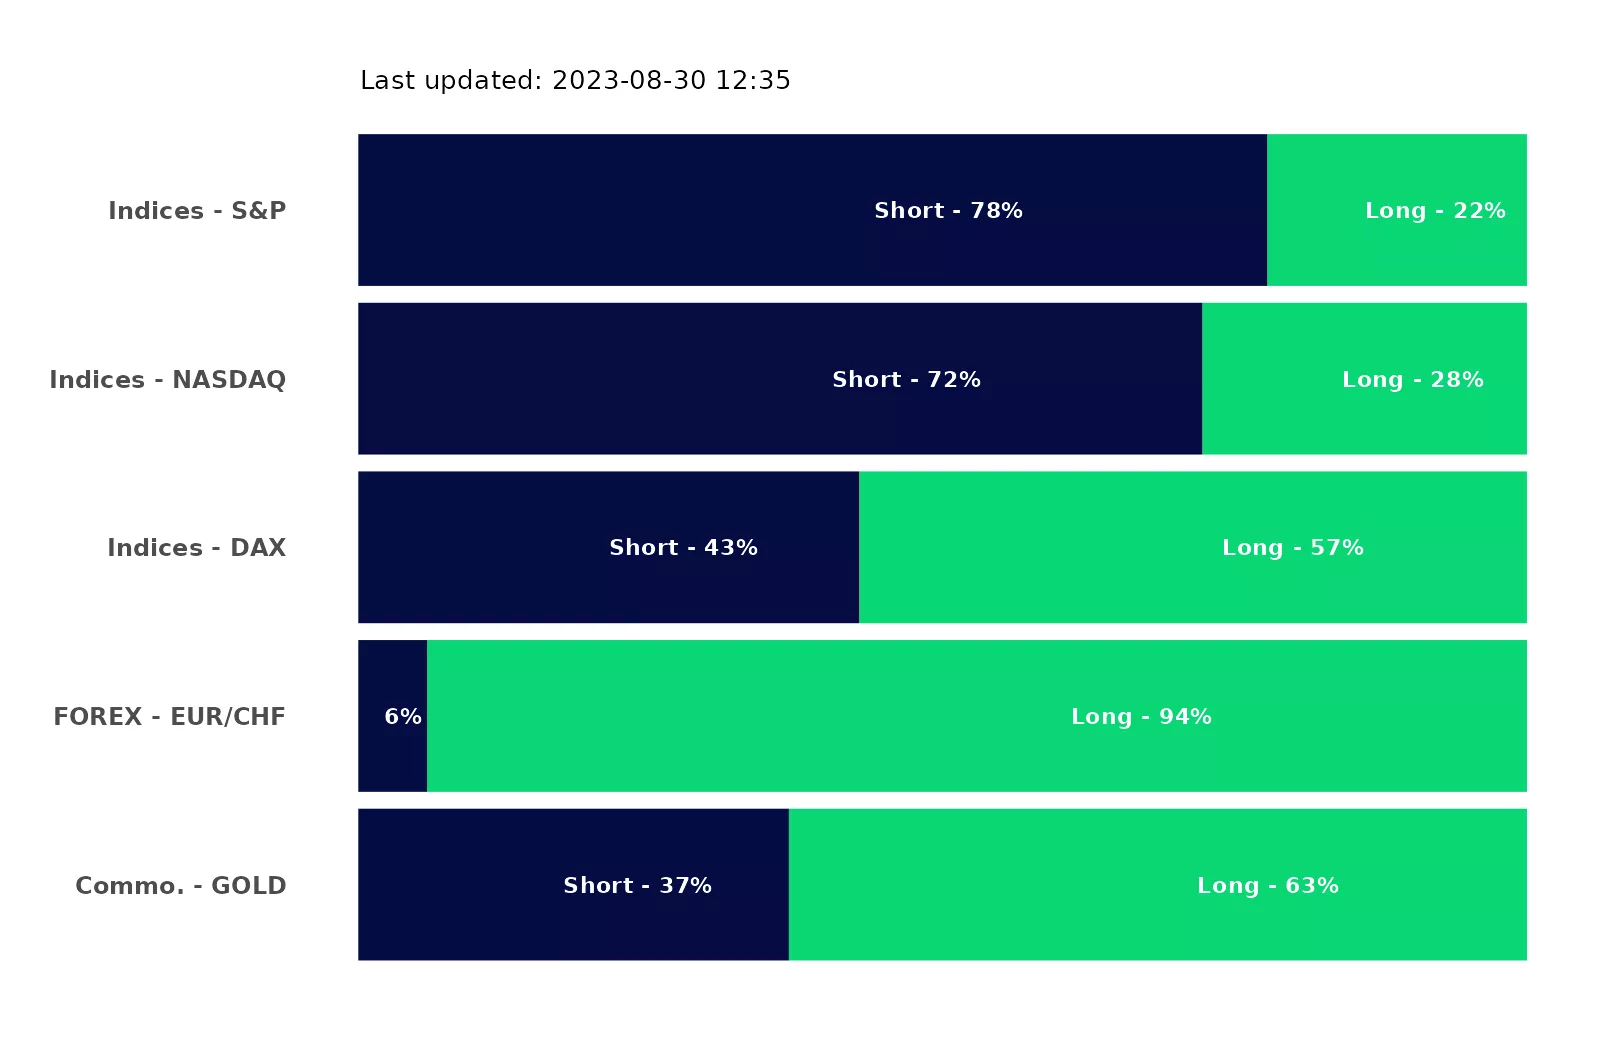 Last updated: 2023-08-30 12:35
Indices - S&P Short - 78% Long - 22%
Indices - NASDAQ Short - 72% Long - 28%
Indices - DAX Short - 43% Long - 57%
FOREX - EUR/CHF 6% Long - 94%
Commo. - GOLD Short - 37% Long - 63%